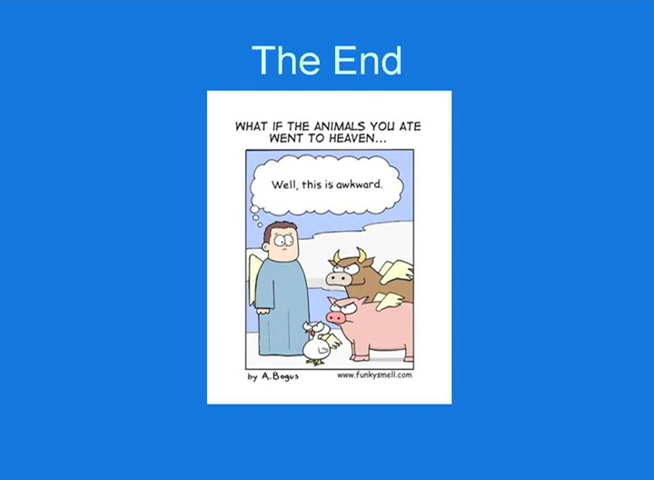 The End
WHAT IF THE ANIMALS YOU ATE
WENT TO HEAVEN...
Well, this is awkward.
by A.Bogus
www.funkysmell.com